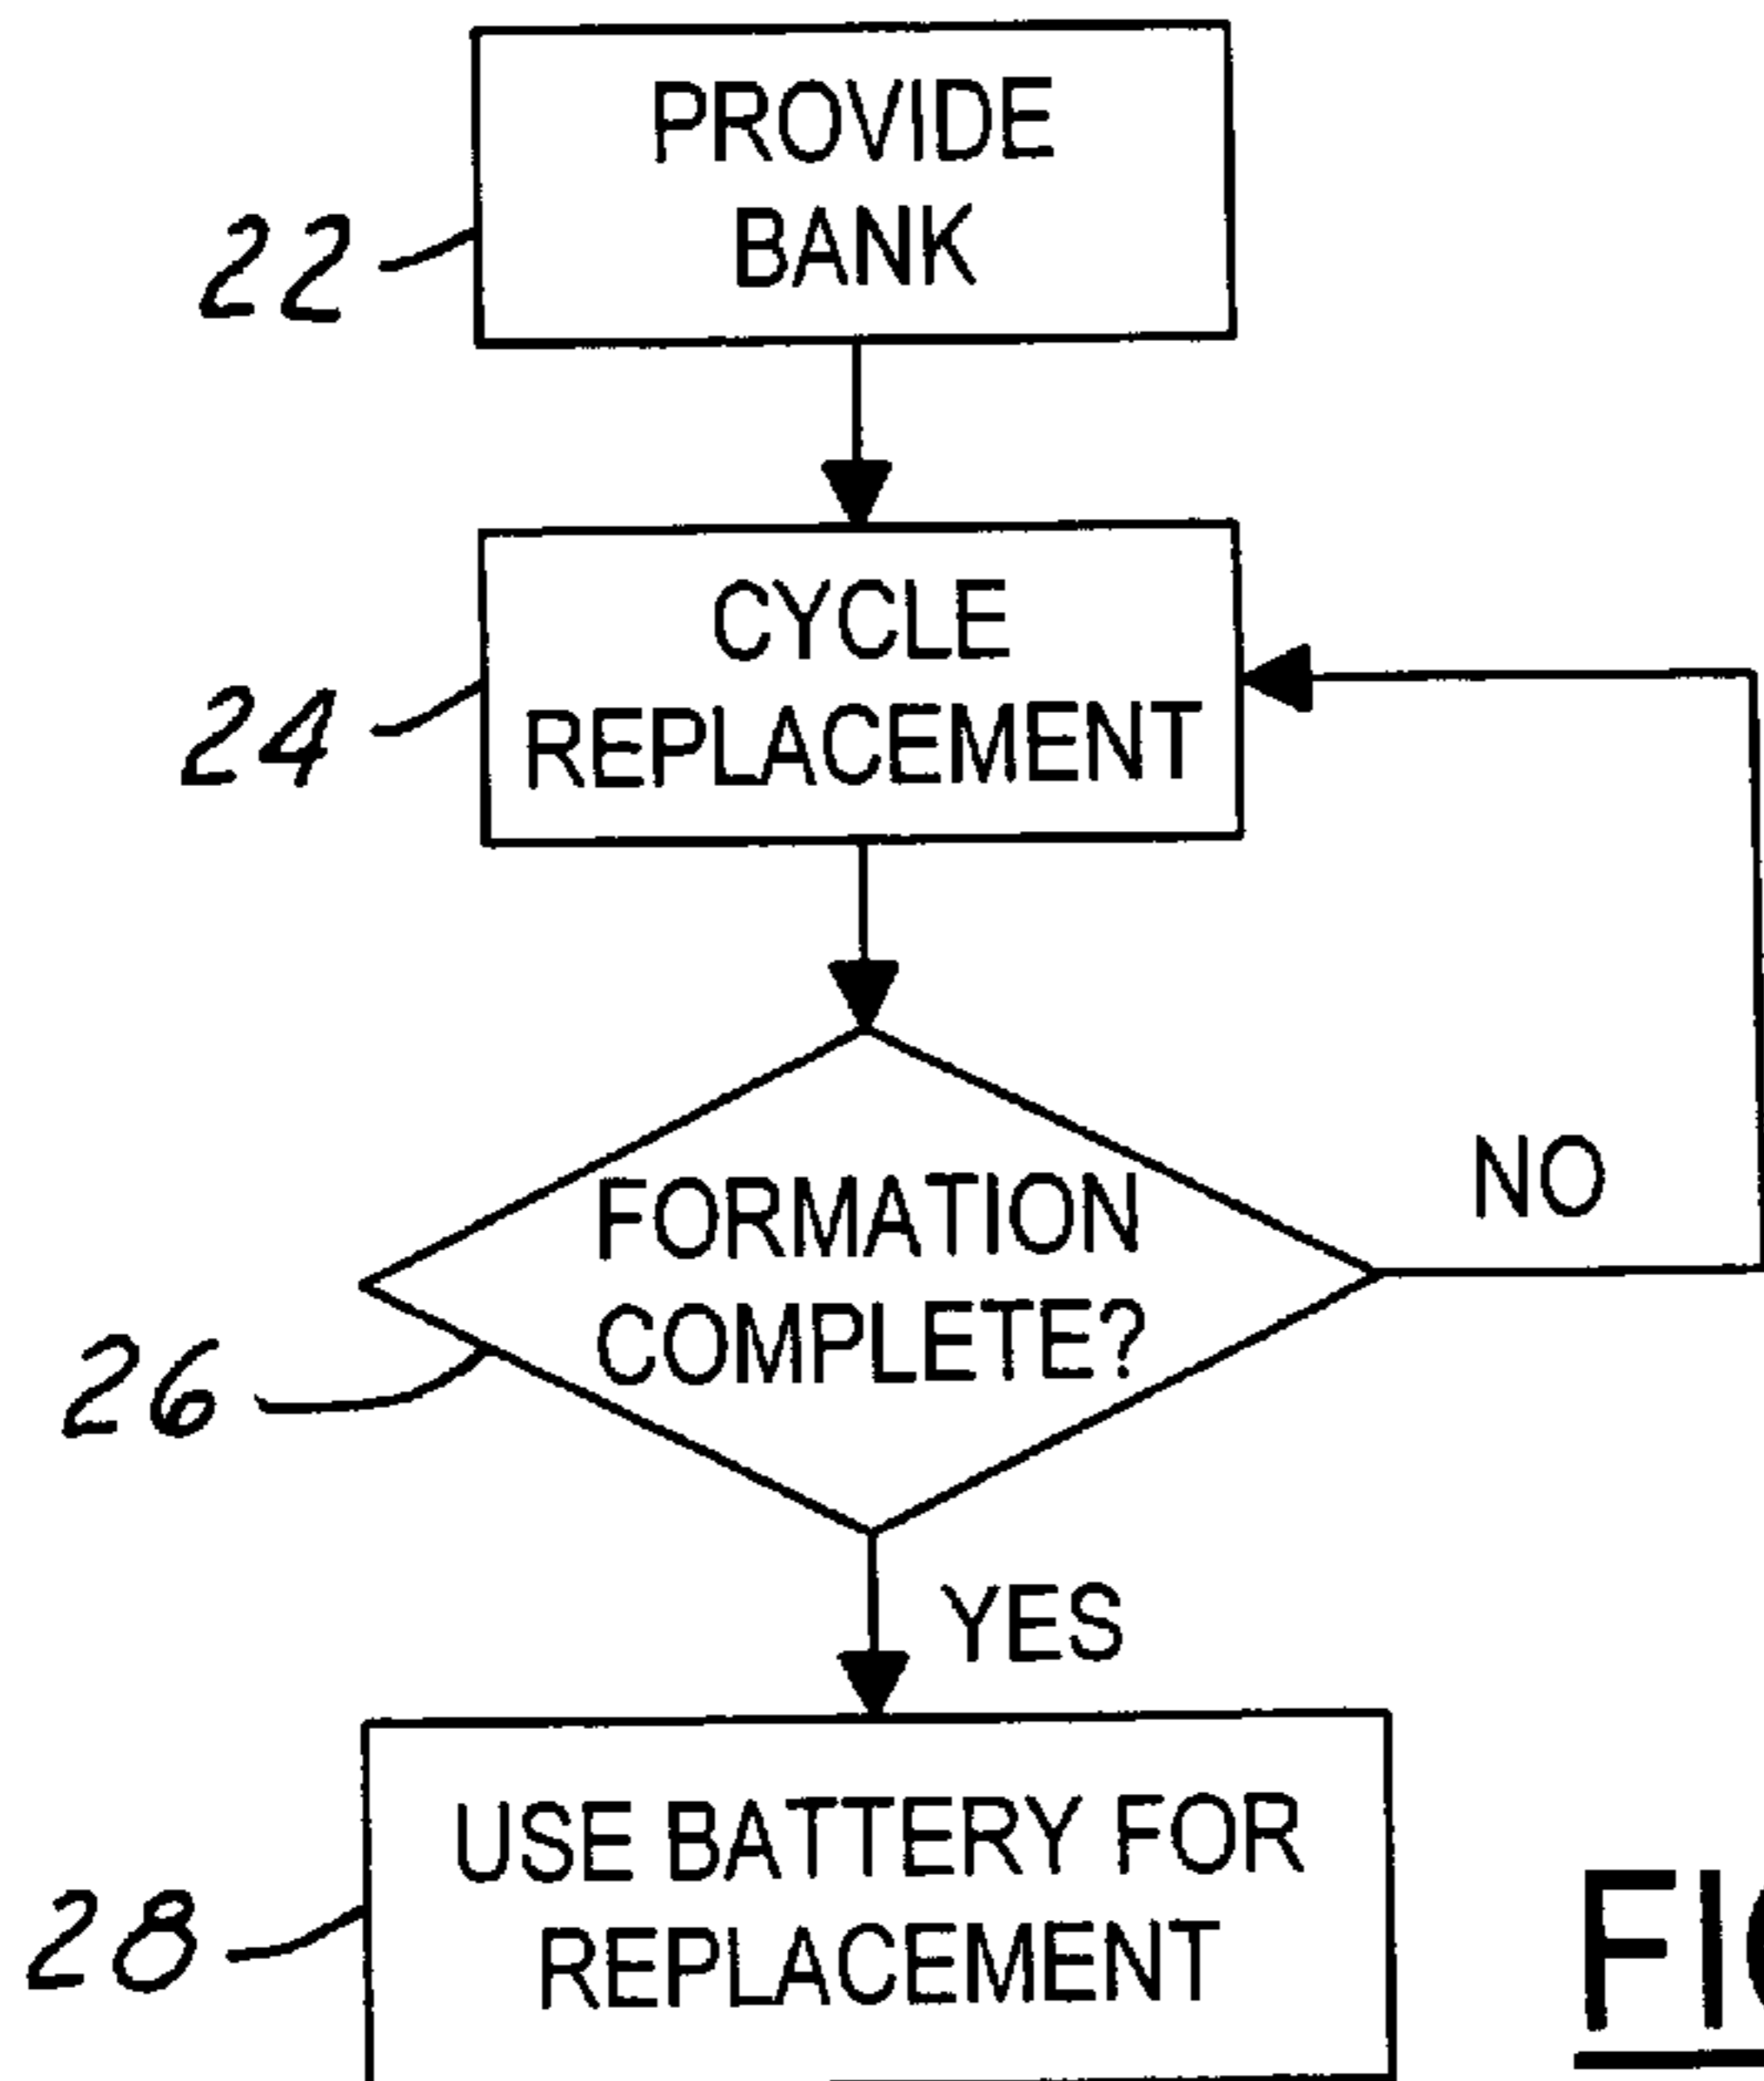 PROVIDE
BANK
22
CYCLE
REPLACEMENT
24
FORMATION
COMPLETE?
NO
26
YES
USE BATTERY FOR
REPLACEMENT
28